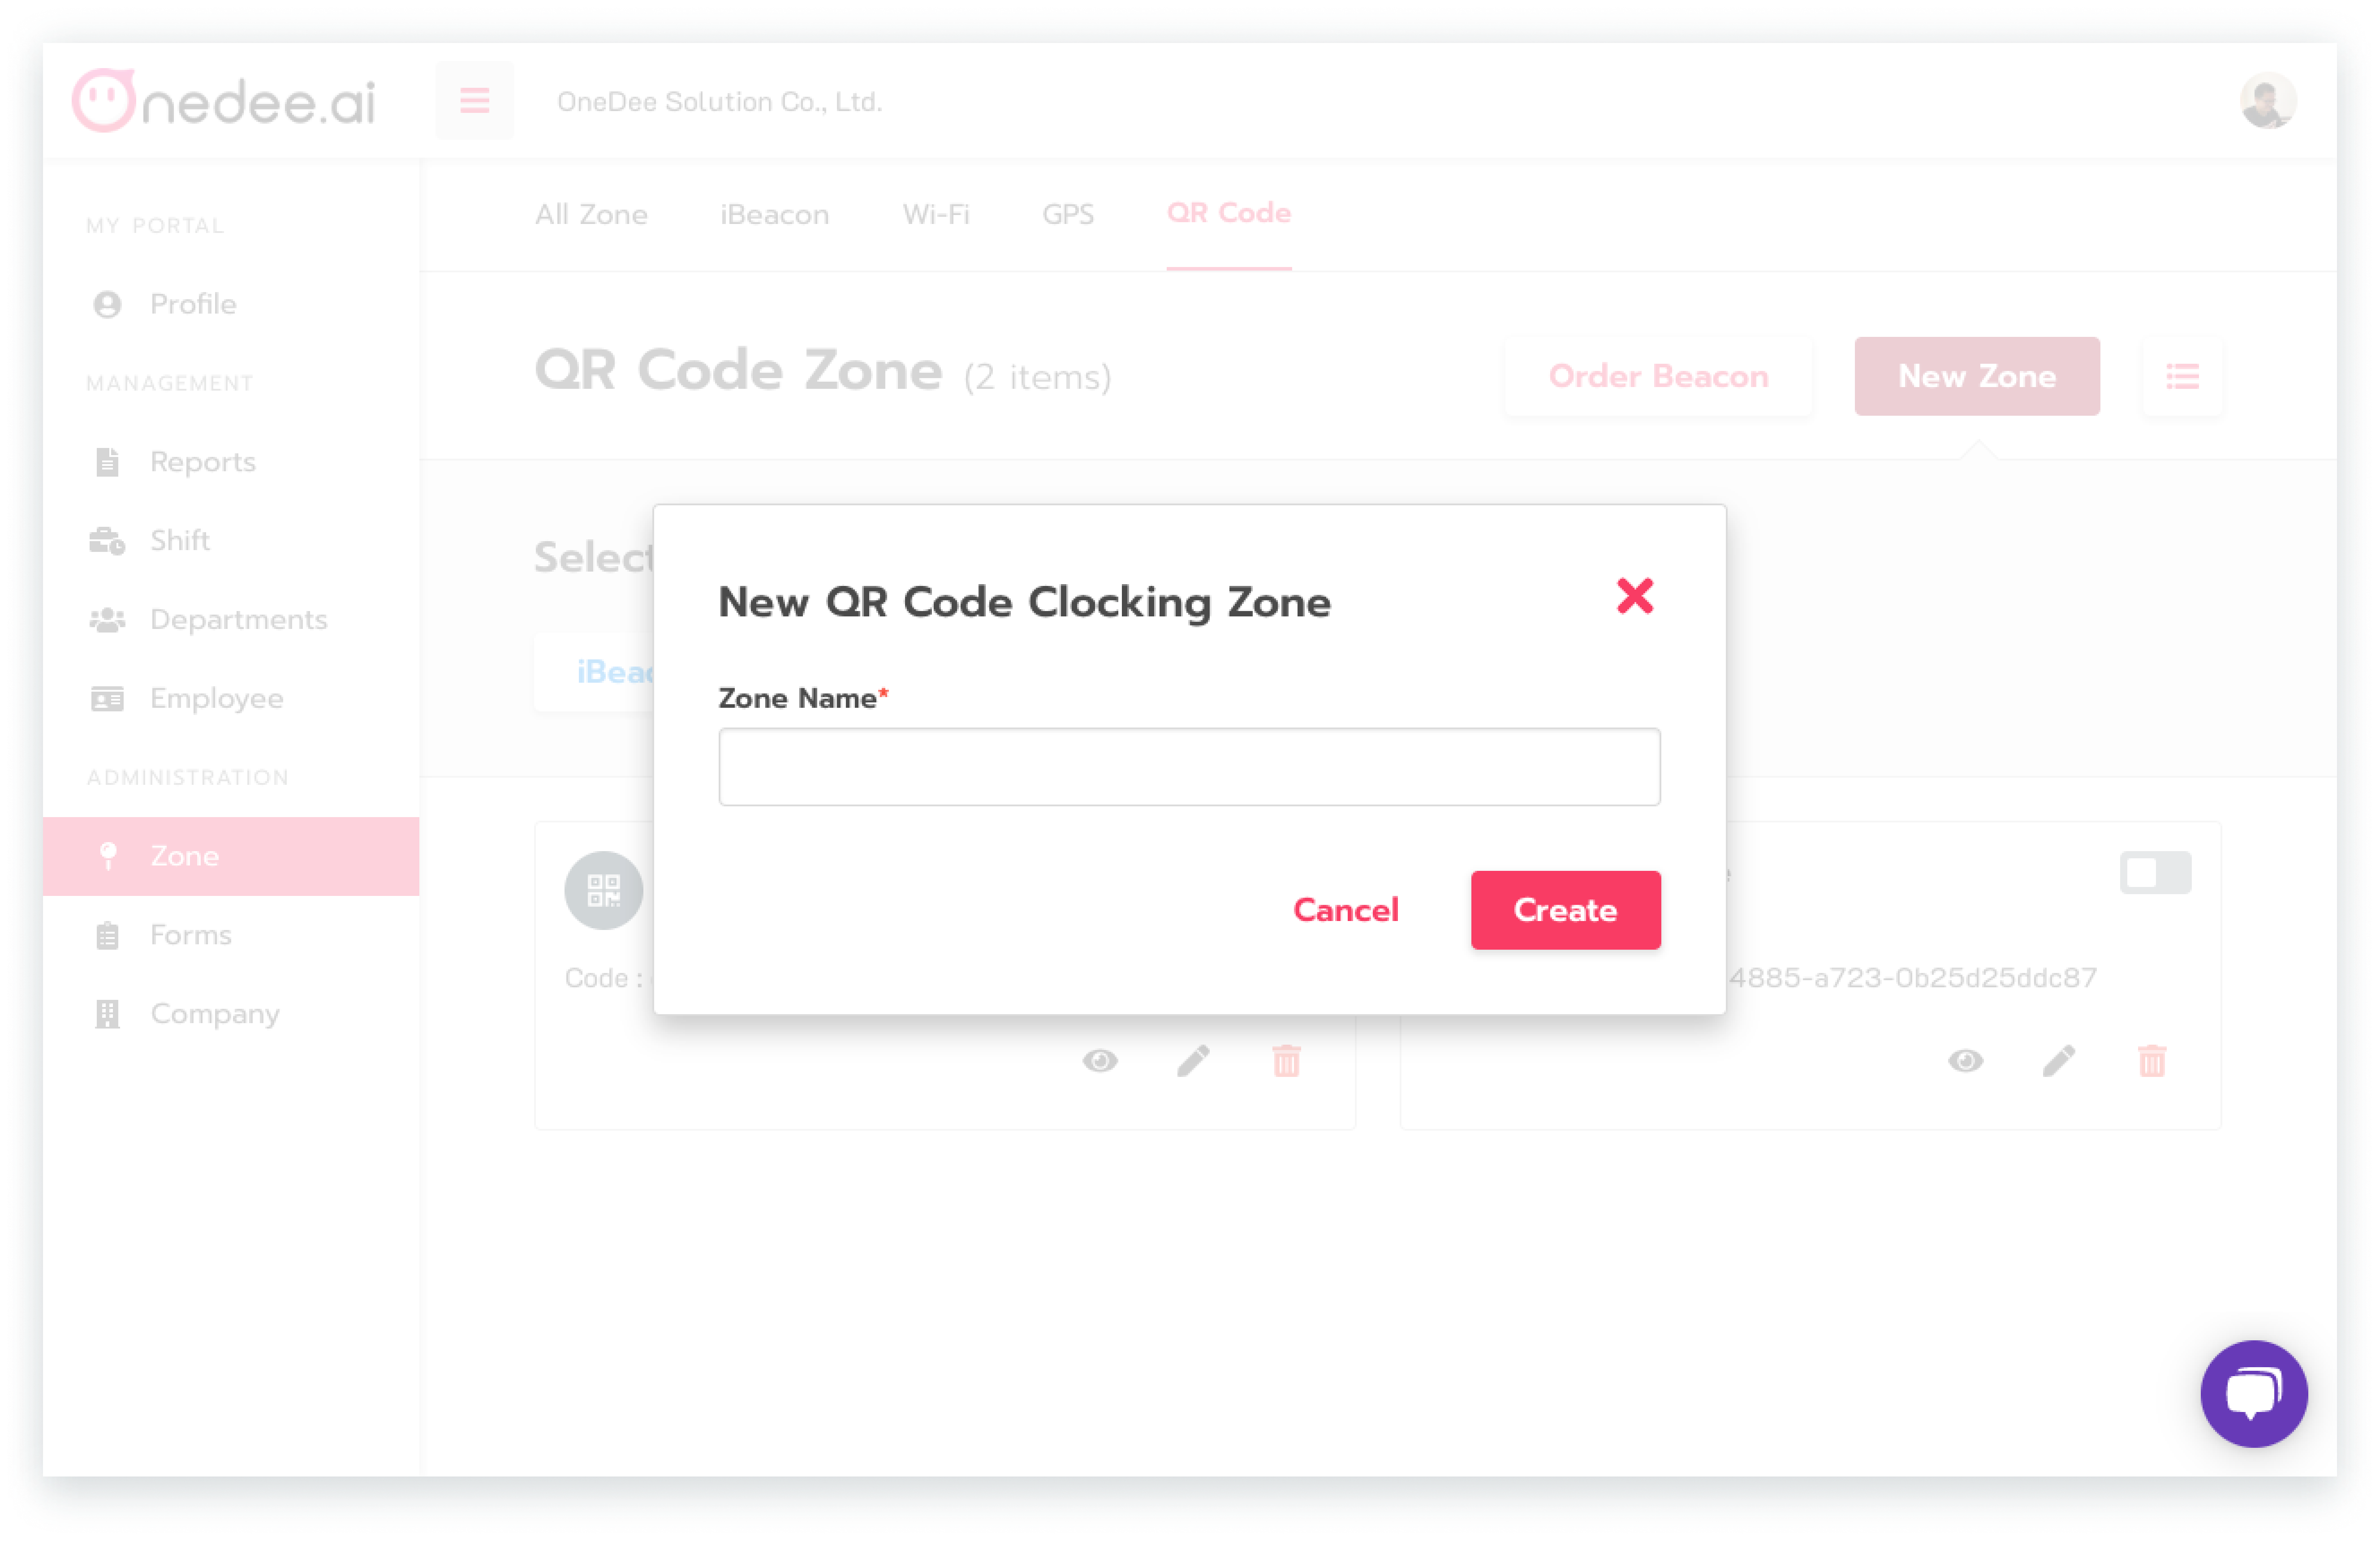 Onedee.ai
OneDee Solution Co., Ltd.
MY PORTAL
Profile
MANAGEMENT
Reports
Shift
Departments
Employee
ADMINISTRATION
Zone
Forms
Company
All Zone iBeacon Wi-Fi GPS QR Code
QR Code Zone (2 items)
Order Beacon New Zone
Select
New QR Code Clocking Zone
Zone Name*
Cancel Create
Code :
4885-a723-0b25d25ddc87